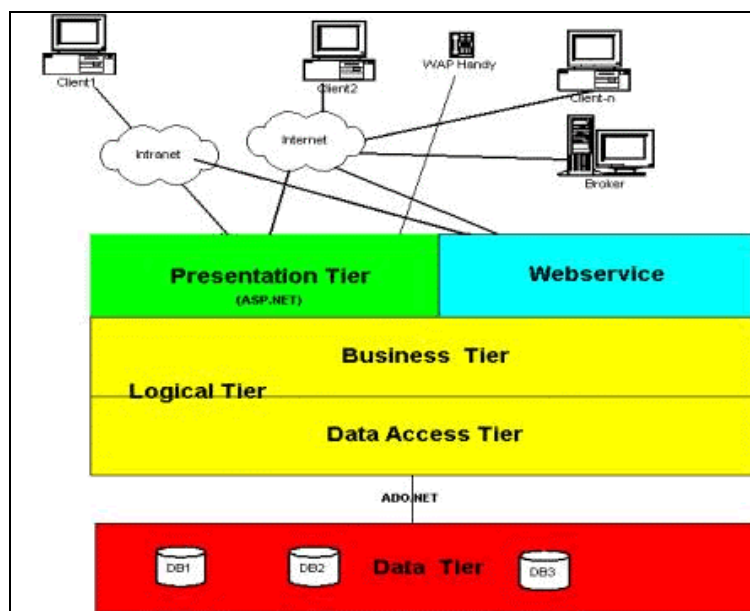 Client1
Client2
WAP Handy
Client-n
Intranet
Internet
Broker
Presentation Tier
(ASP.NET)
Webservice
Business Tier
Logical Tier
Data Access Tier
ADO.NET
DB1
DB2
Data Tier
DB3